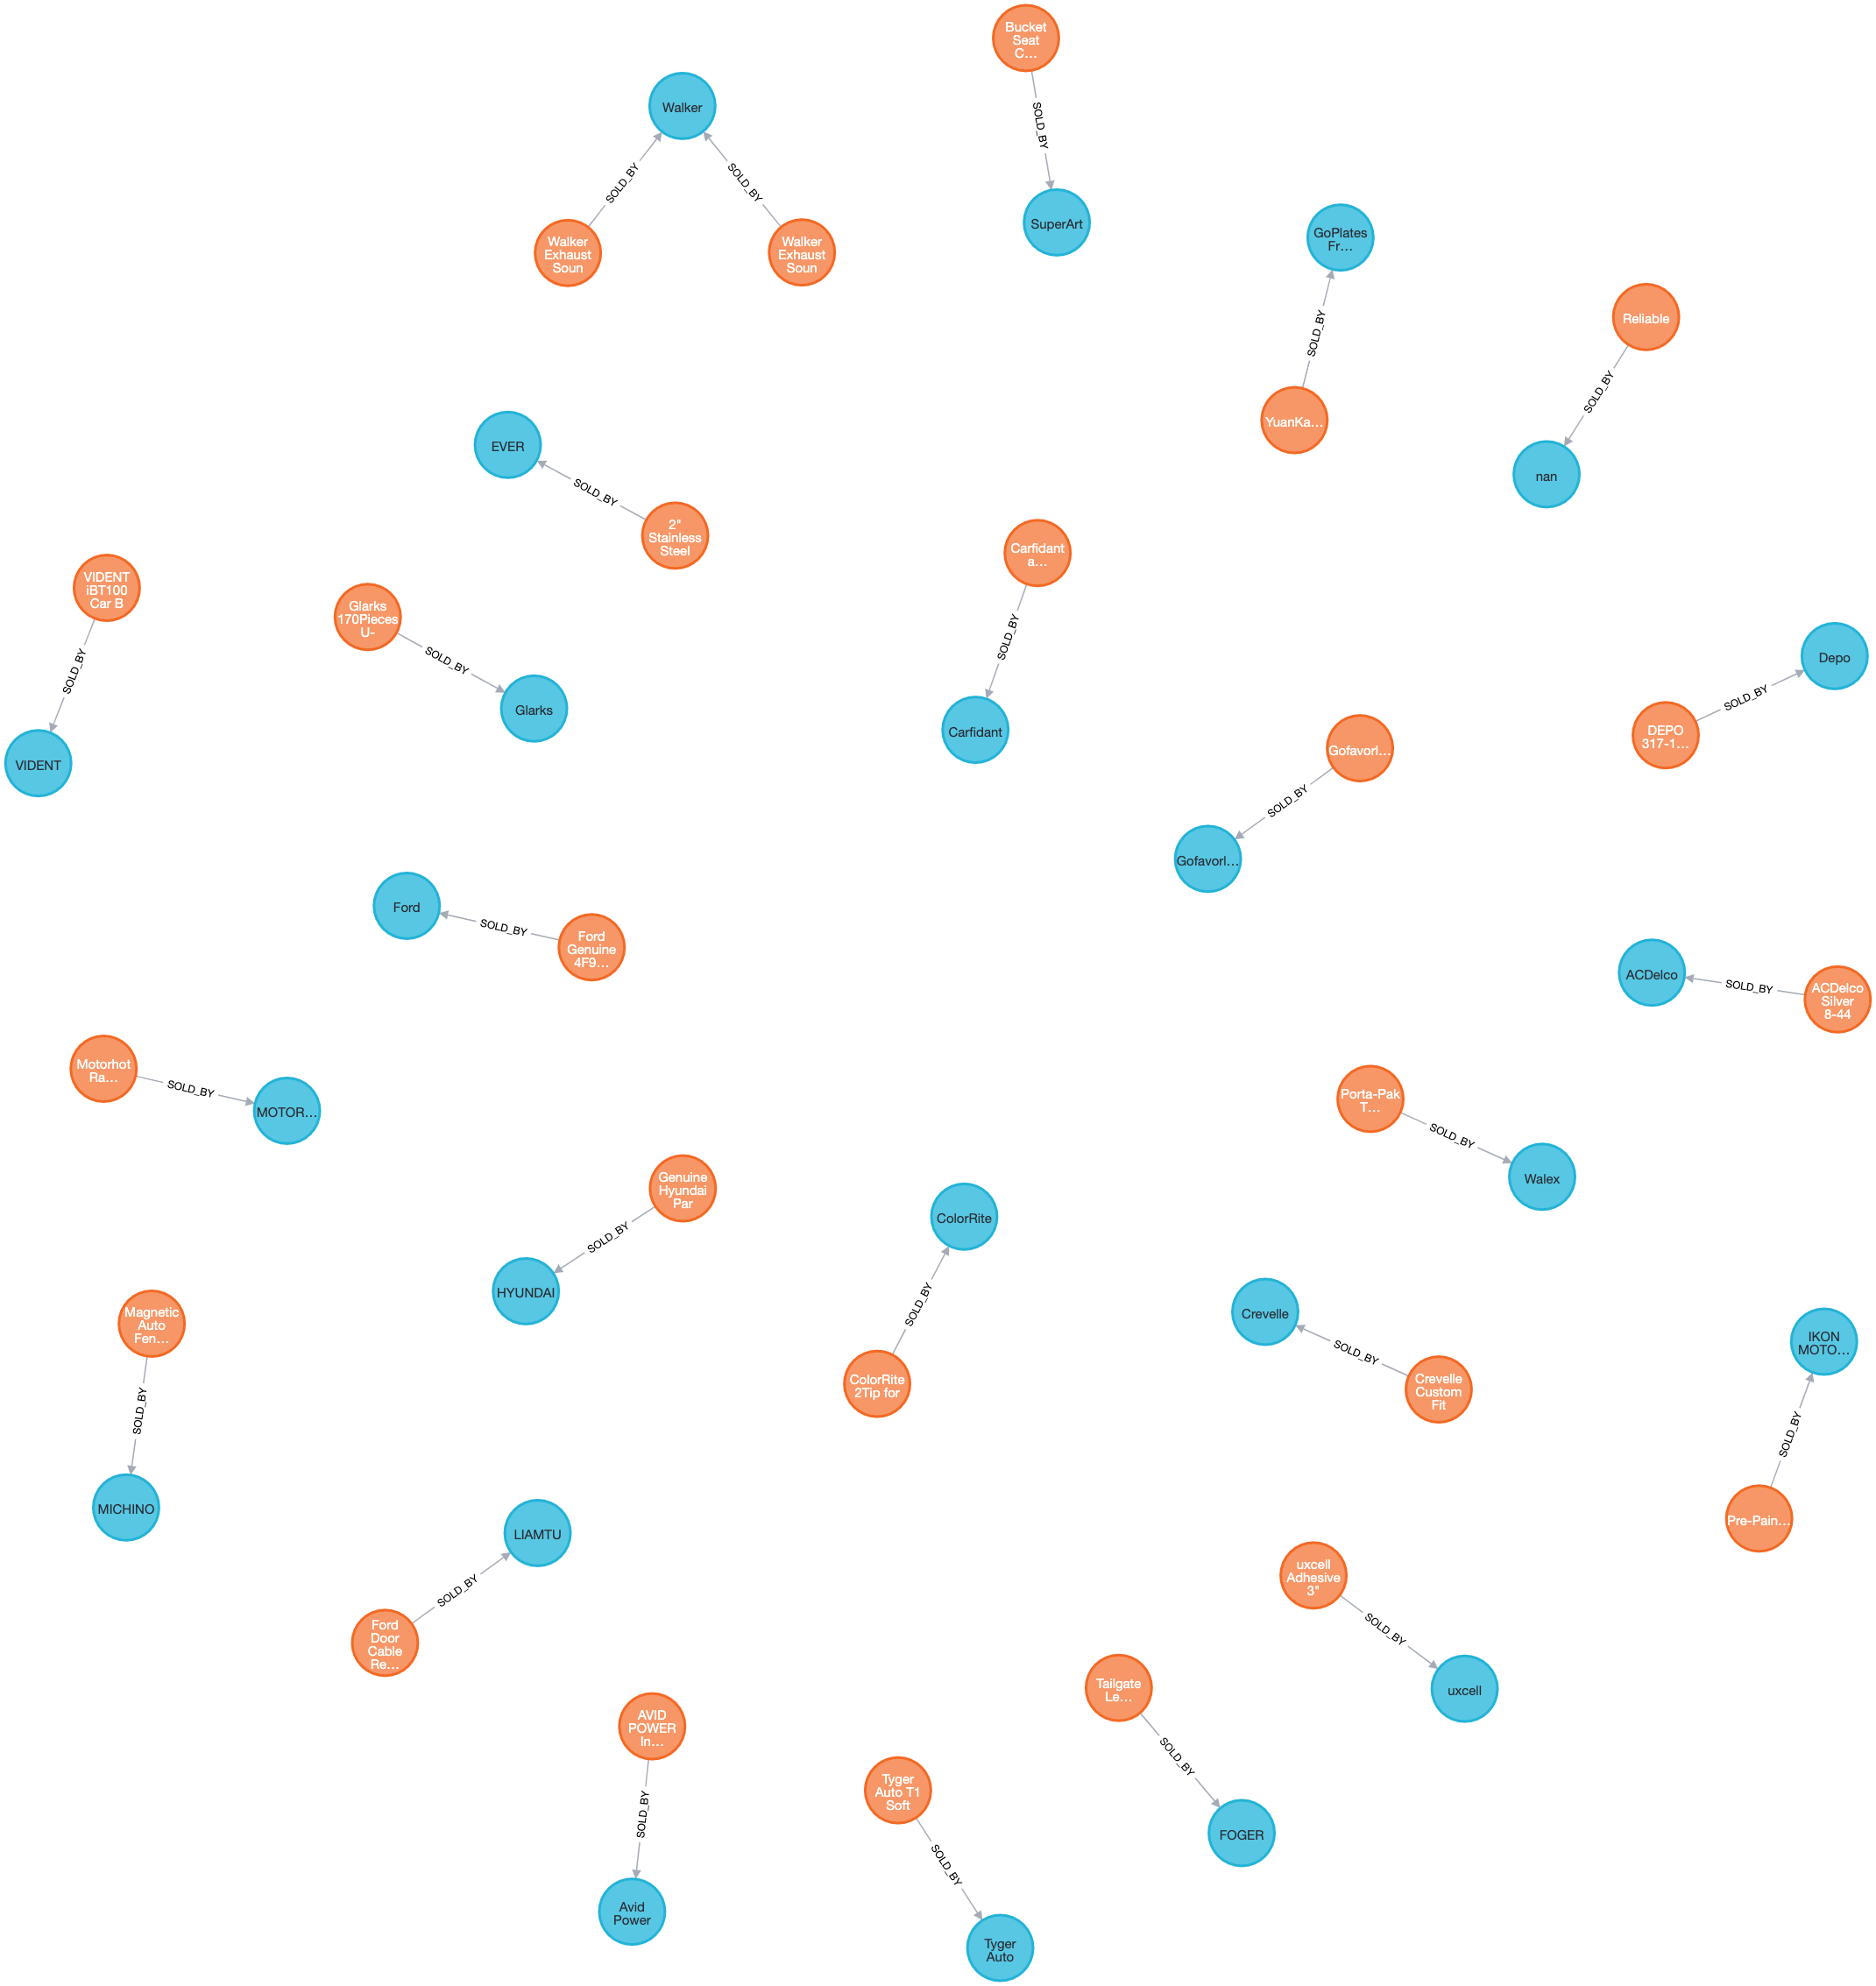 Bucket
Seat
C…
SOLD_BY
SuperArt
Walker
SOLD_BY
SOLD_BY
Walker
Exhaust
Soun
Walker
Exhaust
Soun
GoPlates
Fr…
SOLD_BY
YuanKa…
Reliable
SOLD_BY
nan
EVER
SOLD_BY
2"
Stainless
Steel
VIDENT
iBT100
Car B
SOLD_BY
VIDENT
Glarks
170Pieces
U-
SOLD_BY
Glarks
Carfidant
a…
SOLD_BY
Carfidant
Depo
SOLD_BY
DEPO
317-1…
Gofavorl…
SOLD_BY
Gofavorl…
Ford
SOLD_BY
Ford
Genuine
4F9…
ACDelco
SOLD_BY
ACDelco
Silver
8-44
Motorhot
Ra…
SOLD_BY
MOTOR…
Porta-Pak
T…
SOLD_BY
Walex
Genuine
Hyundai
Par
SOLD_BY
HYUNDAI
ColorRite
SOLD_BY
ColorRite
2Tip for
Crevelle
SOLD_BY
Crevelle
Custom
Fit
IKON
MOTO…
SOLD_BY
Pre-Pain…
Magnetic
Auto
Fen…
SOLD_BY
MICHINO
LIAMTU
SOLD_BY
Ford
Door
Cable
Re…
uxcell
Adhesive
3"
SOLD_BY
uxcell
Tailgate
Le…
SOLD_BY
FOGER
AVID
POWER
In…
SOLD_BY
Avid
Power
Tyger
Auto T1
Soft
SOLD_BY
Tyger
Auto